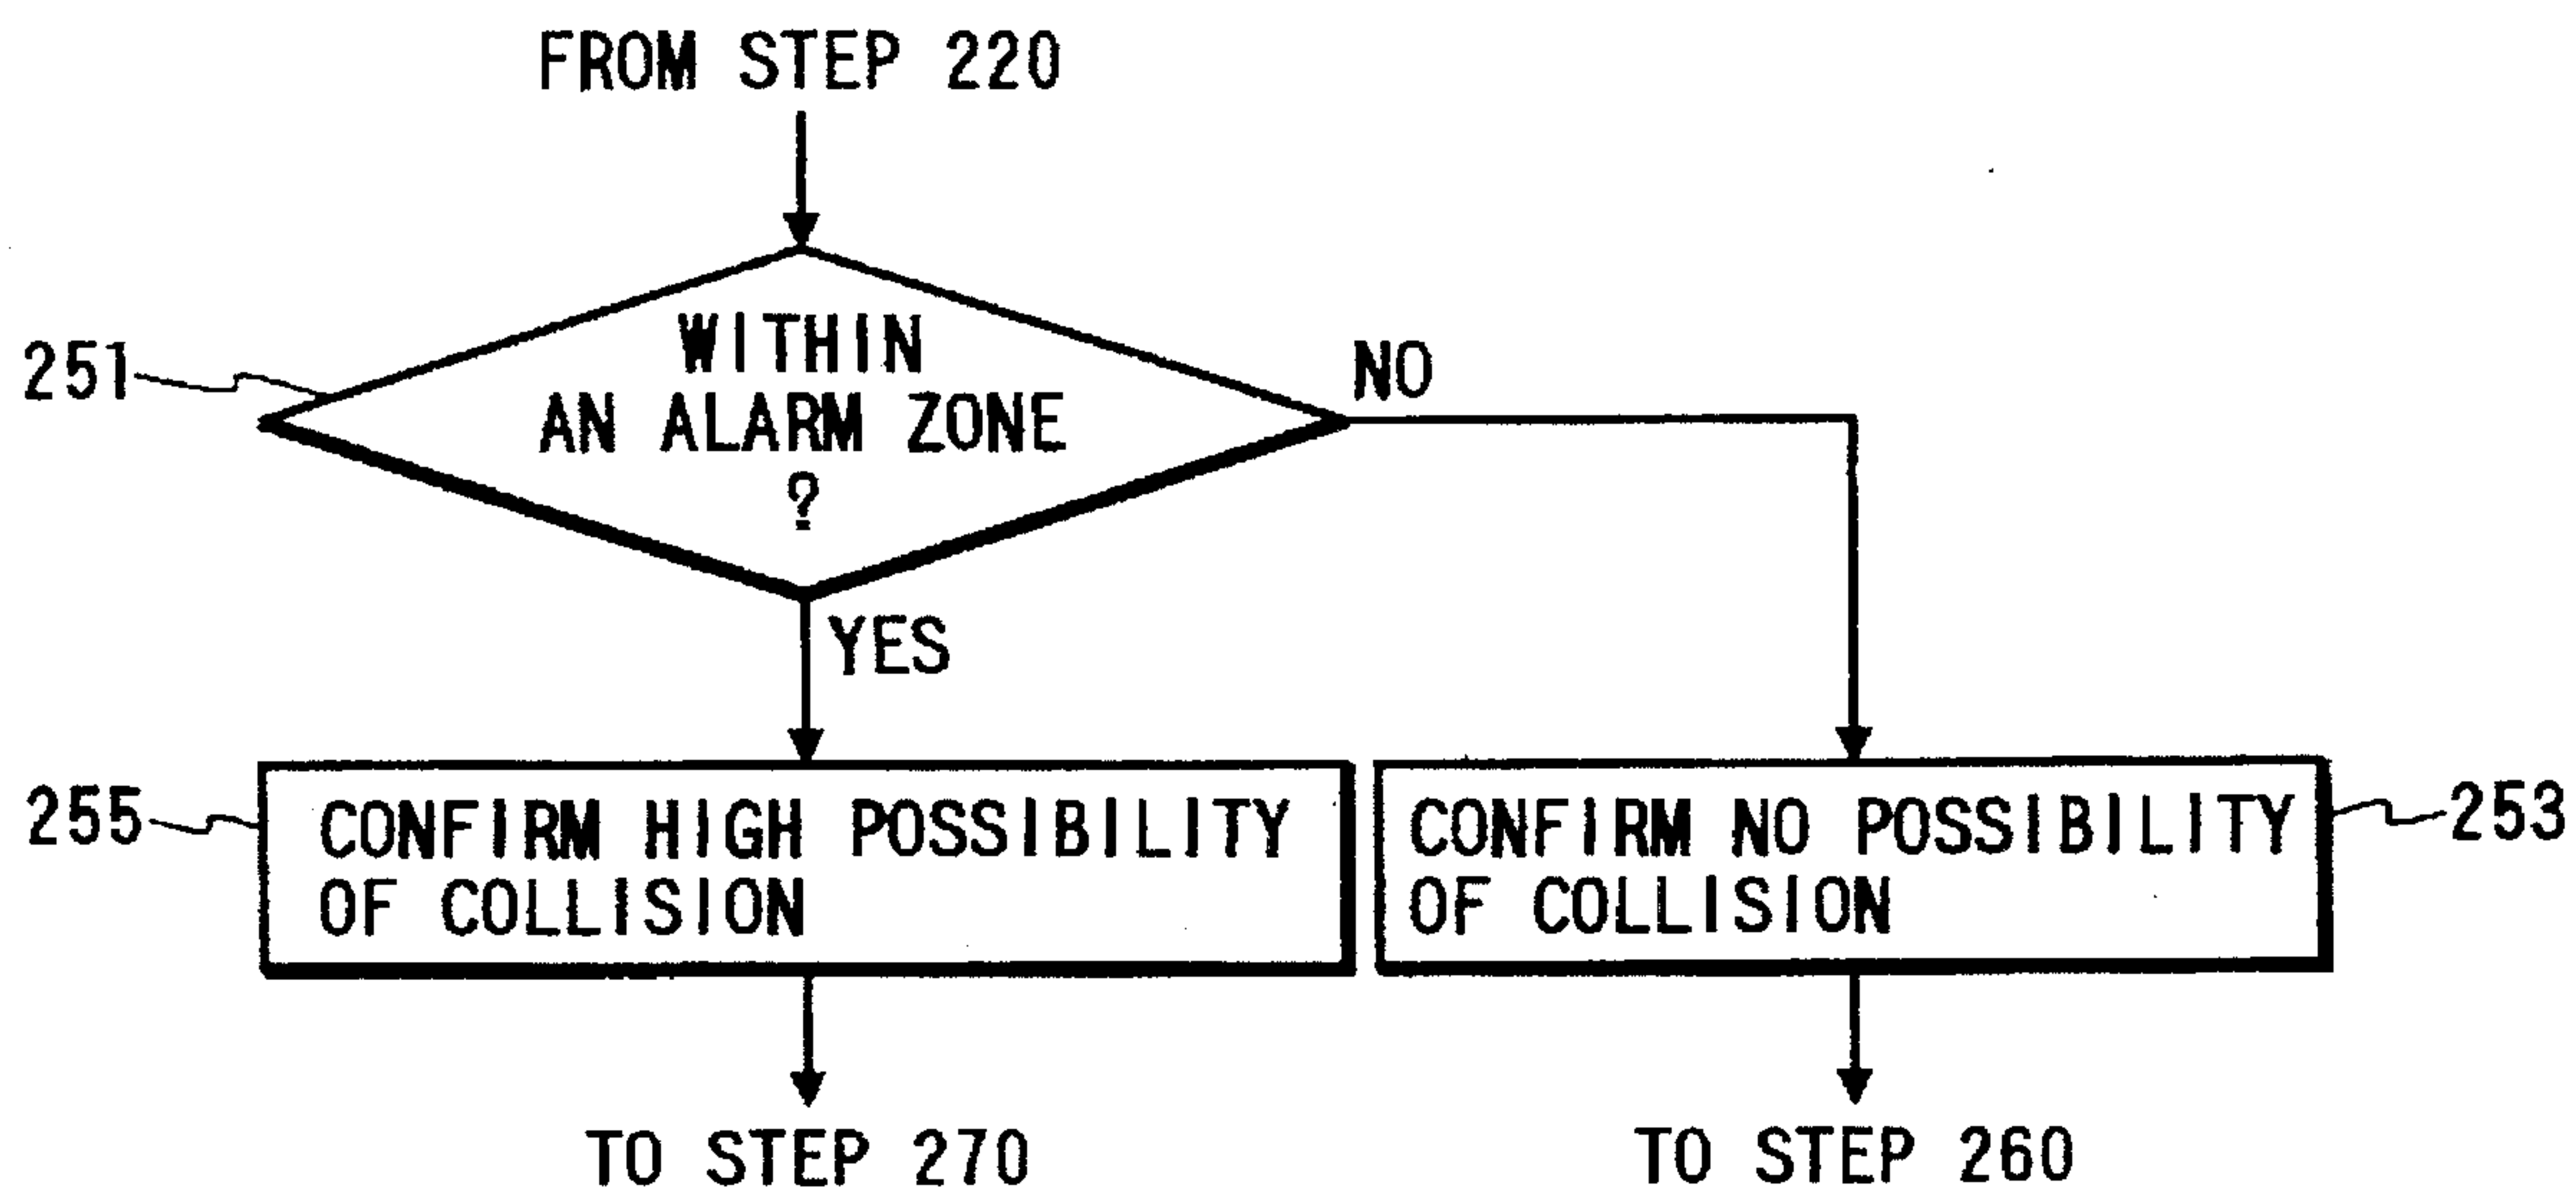 FROM STEP 220
251
WITHIN
AN ALARM ZONE
?
NO
YES
255
CONFIRM HIGH POSSIBILITY
OF COLLISION
CONFIRM NO POSSIBILITY
OF COLLISION
253
TO STEP 270
TO STEP 260